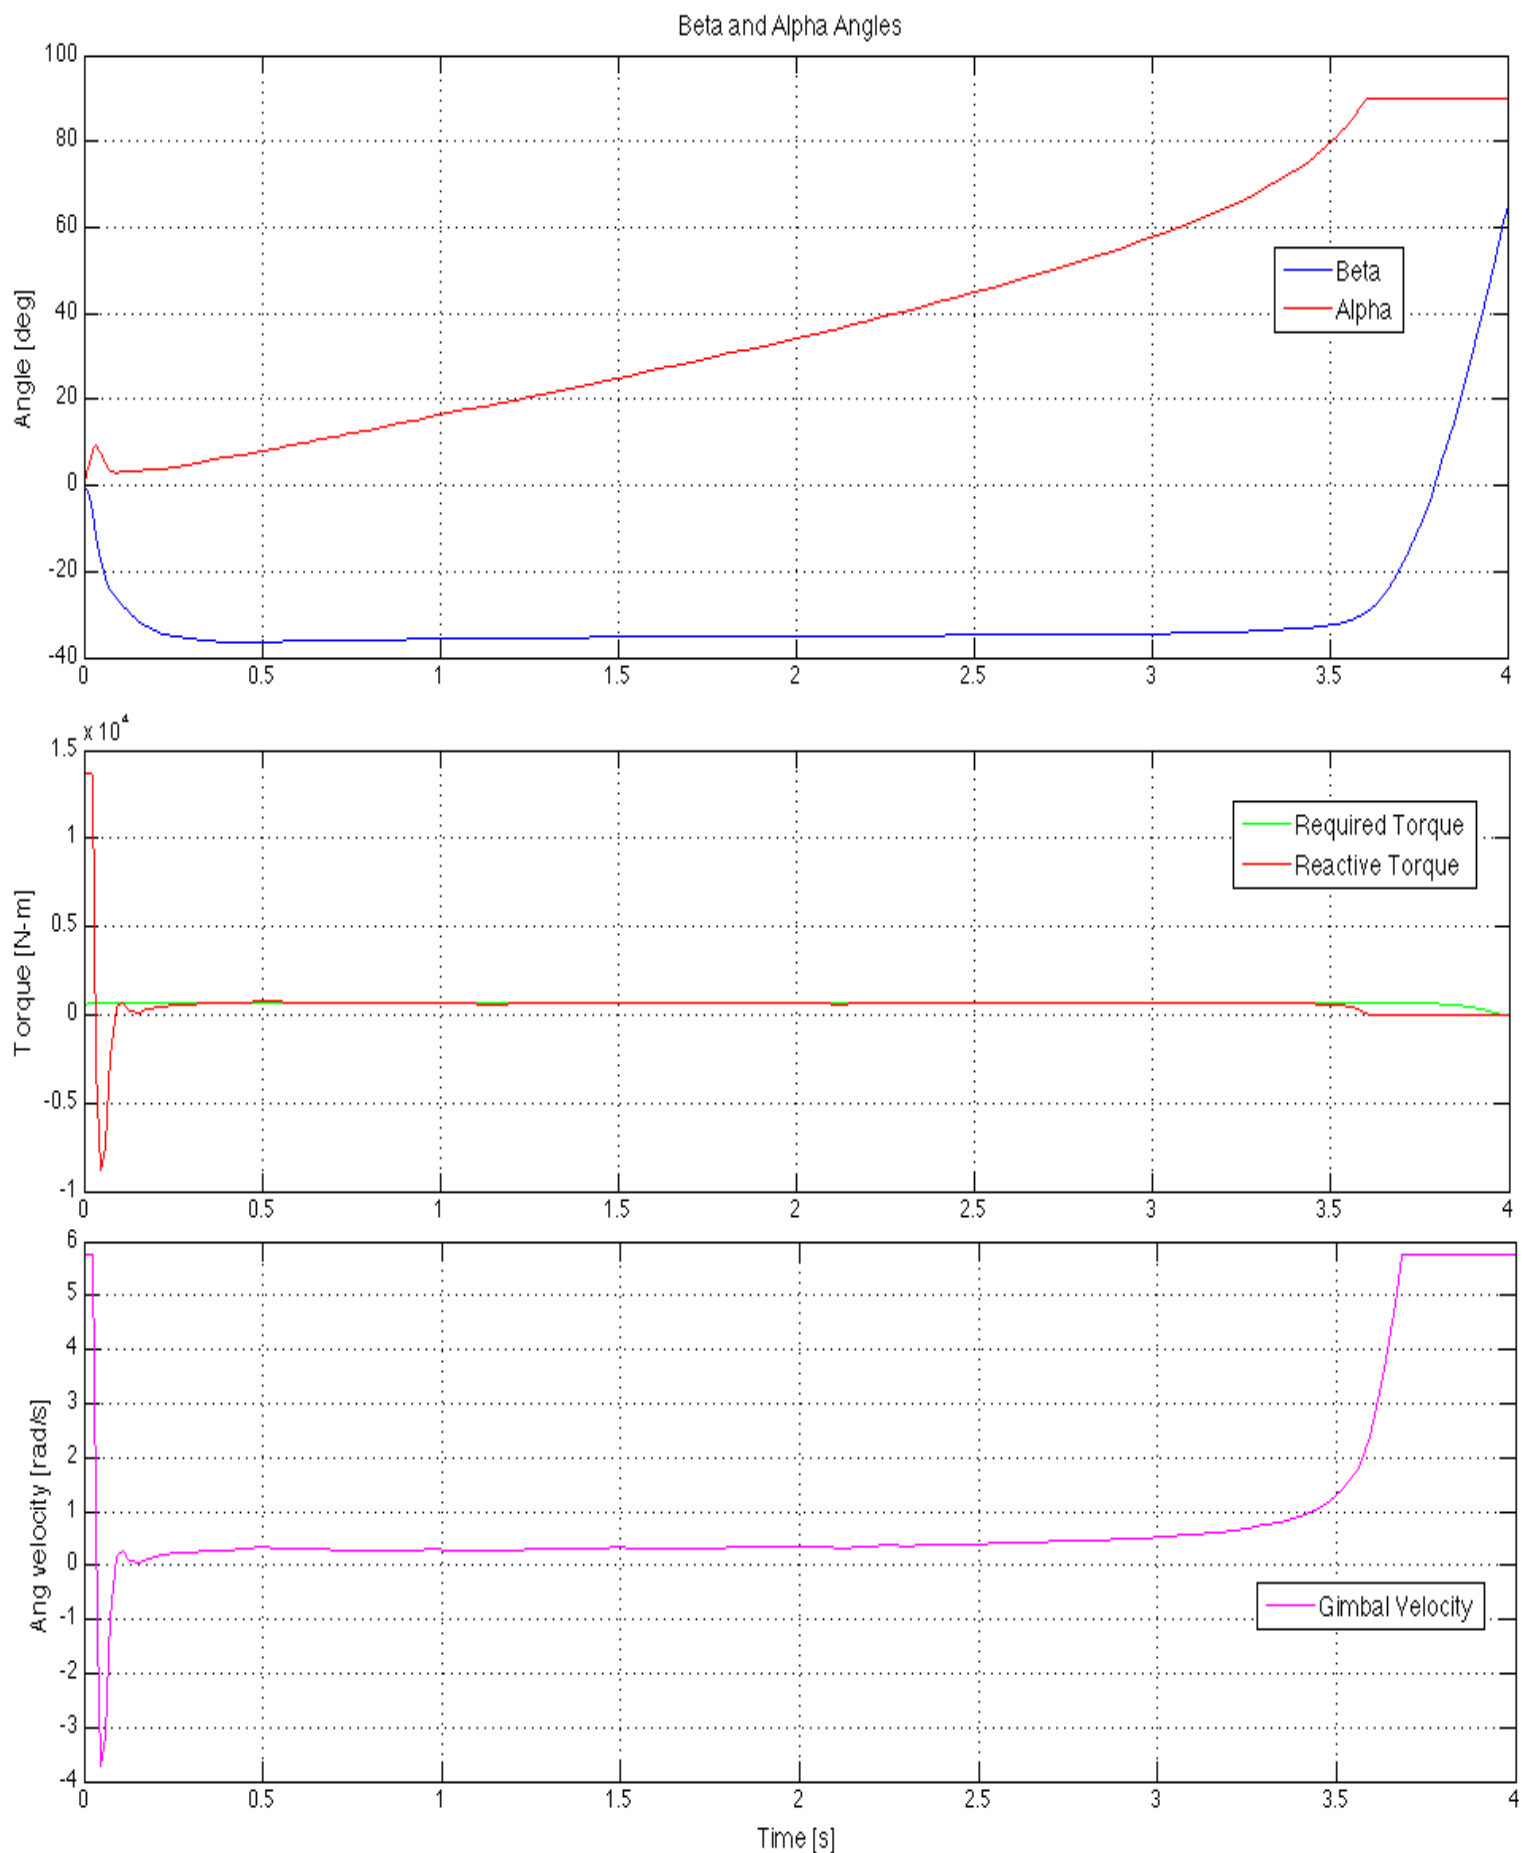 Beta and Alpha Angles
100
80
60
40
20
0
-20
-40
Angle [deg]
Beta
Alpha
0 0.5 1 1.5 2 2.5 3 3.5 4
x 10^4
1.5
1
0.5
0
-0.5
-1
Torque [N-m]
Required Torque
Reactive Torque
0 0.5 1 1.5 2 2.5 3 3.5 4
6
5
4
3
2
1
0
-1
-2
-3
-4
Ang velocity [rad/s]
Gimbal Velocity
0 0.5 1 1.5 2 2.5 3 3.5 4
Time [s]